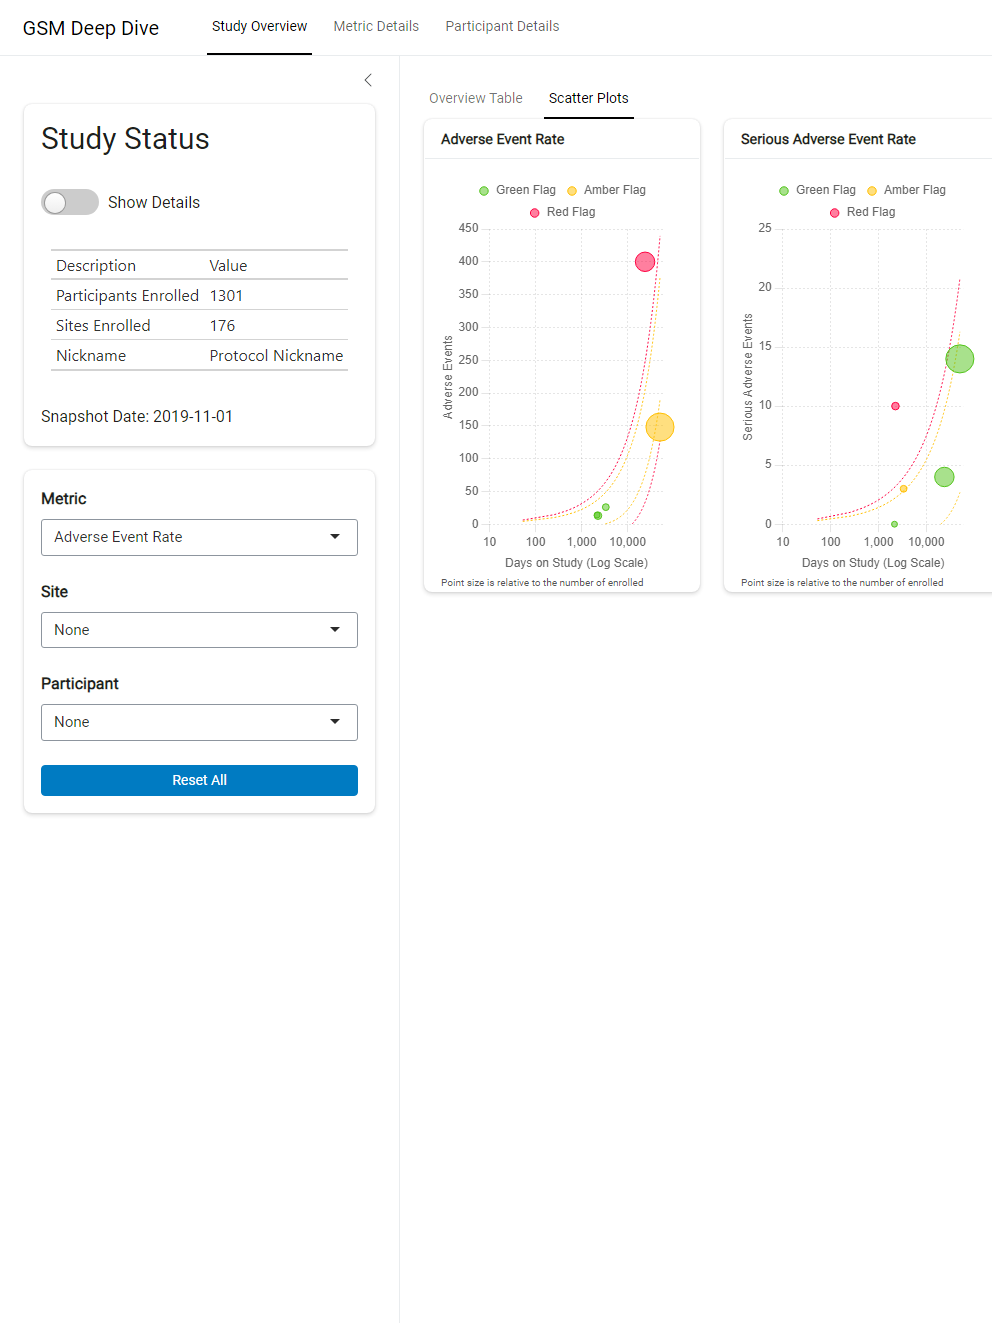 GSM Deep Dive
Study Overview
Metric Details
Participant Details
Study Status
Show Details
Description Value
Participants Enrolled 1301
Sites Enrolled 176
Nickname Protocol Nickname
Snapshot Date: 2019-11-01
Metric
Adverse Event Rate
Site
None
Participant
None
Reset All
Overview Table
Scatter Plots
Adverse Event Rate
Green Flag Amber Flag
Red Flag
450
400
350
300
250
200
150
100
50
0
Adverse Events
10 100 1,000 10,000
Days on Study (Log Scale)
Point size is relative to the number of enrolled
Serious Adverse Event Rate
Green Flag Amber Flag
Red Flag
25
20
15
10
5
0
Serious Adverse Events
10 100 1,000 10,000
Days on Study (Log Scale)
Point size is relative to the number of enrolled